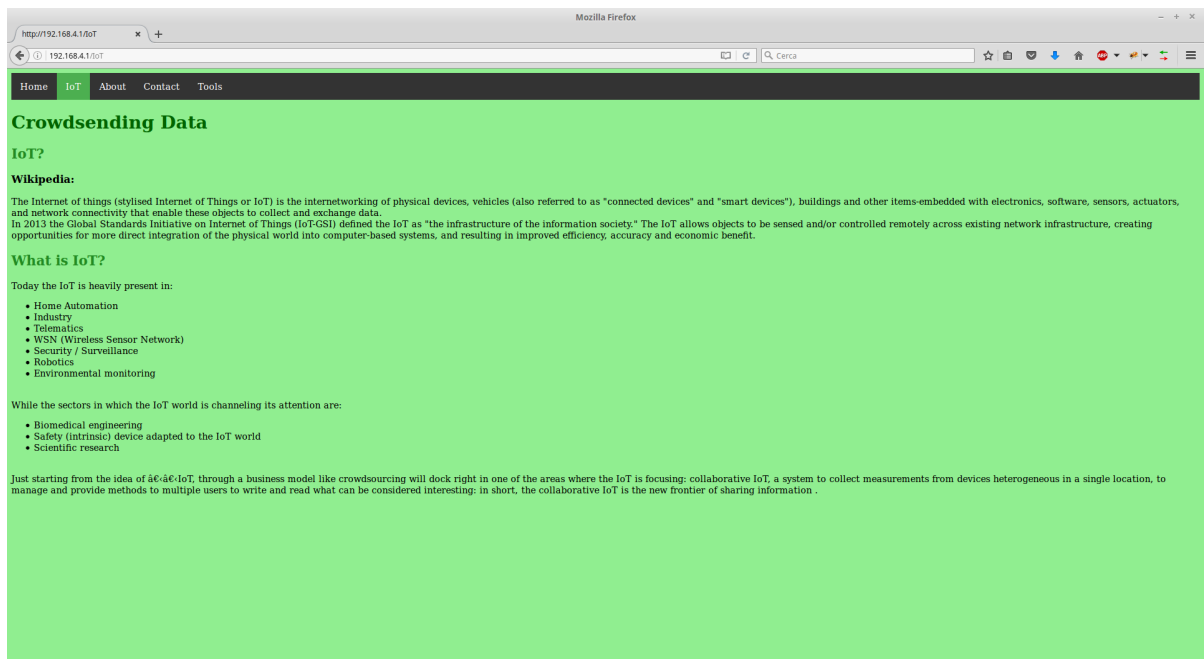 Mozilla Firefox
http://192.168.4.1/IoT
192.168.4.1/IoT
Cerca
ABP
Home IoT About Contact Tools
Crowdsending Data
IoT?
Wikipedia:
The Internet of things (stylised Internet of Things or IoT) is the internetworking of physical devices, vehicles (also referred to as "connected devices" and "smart devices"), buildings and other items-embedded with electronics, software, sensors, actuators,
and network connectivity that enable these objects to collect and exchange data.
In 2013 the Global Standards Initiative on Internet of Things (IoT-GSI) defined the IoT as "the infrastructure of the information society." The IoT allows objects to be sensed and/or controlled remotely across existing network infrastructure, creating
opportunities for more direct integration of the physical world into computer-based systems, and resulting in improved efficiency, accuracy and economic benefit.
What is IoT?
Today the IoT is heavily present in:
• Home Automation
• Industry
• Telematics
• WSN (Wireless Sensor Network)
• Security / Surveillance
• Robotics
• Environmental monitoring
While the sectors in which the IoT world is channeling its attention are:
• Biomedical engineering
• Safety (intrinsic) device adapted to the IoT world
• Scientific research
Just starting from the idea of â€‹â€‹IoT, through a business model like crowdsourcing will dock right in one of the areas where the IoT is focusing: collaborative IoT, a system to collect measurements from devices heterogeneous in a single location, to
manage and provide methods to multiple users to write and read what can be considered interesting: in short, the collaborative IoT is the new frontier of sharing information .